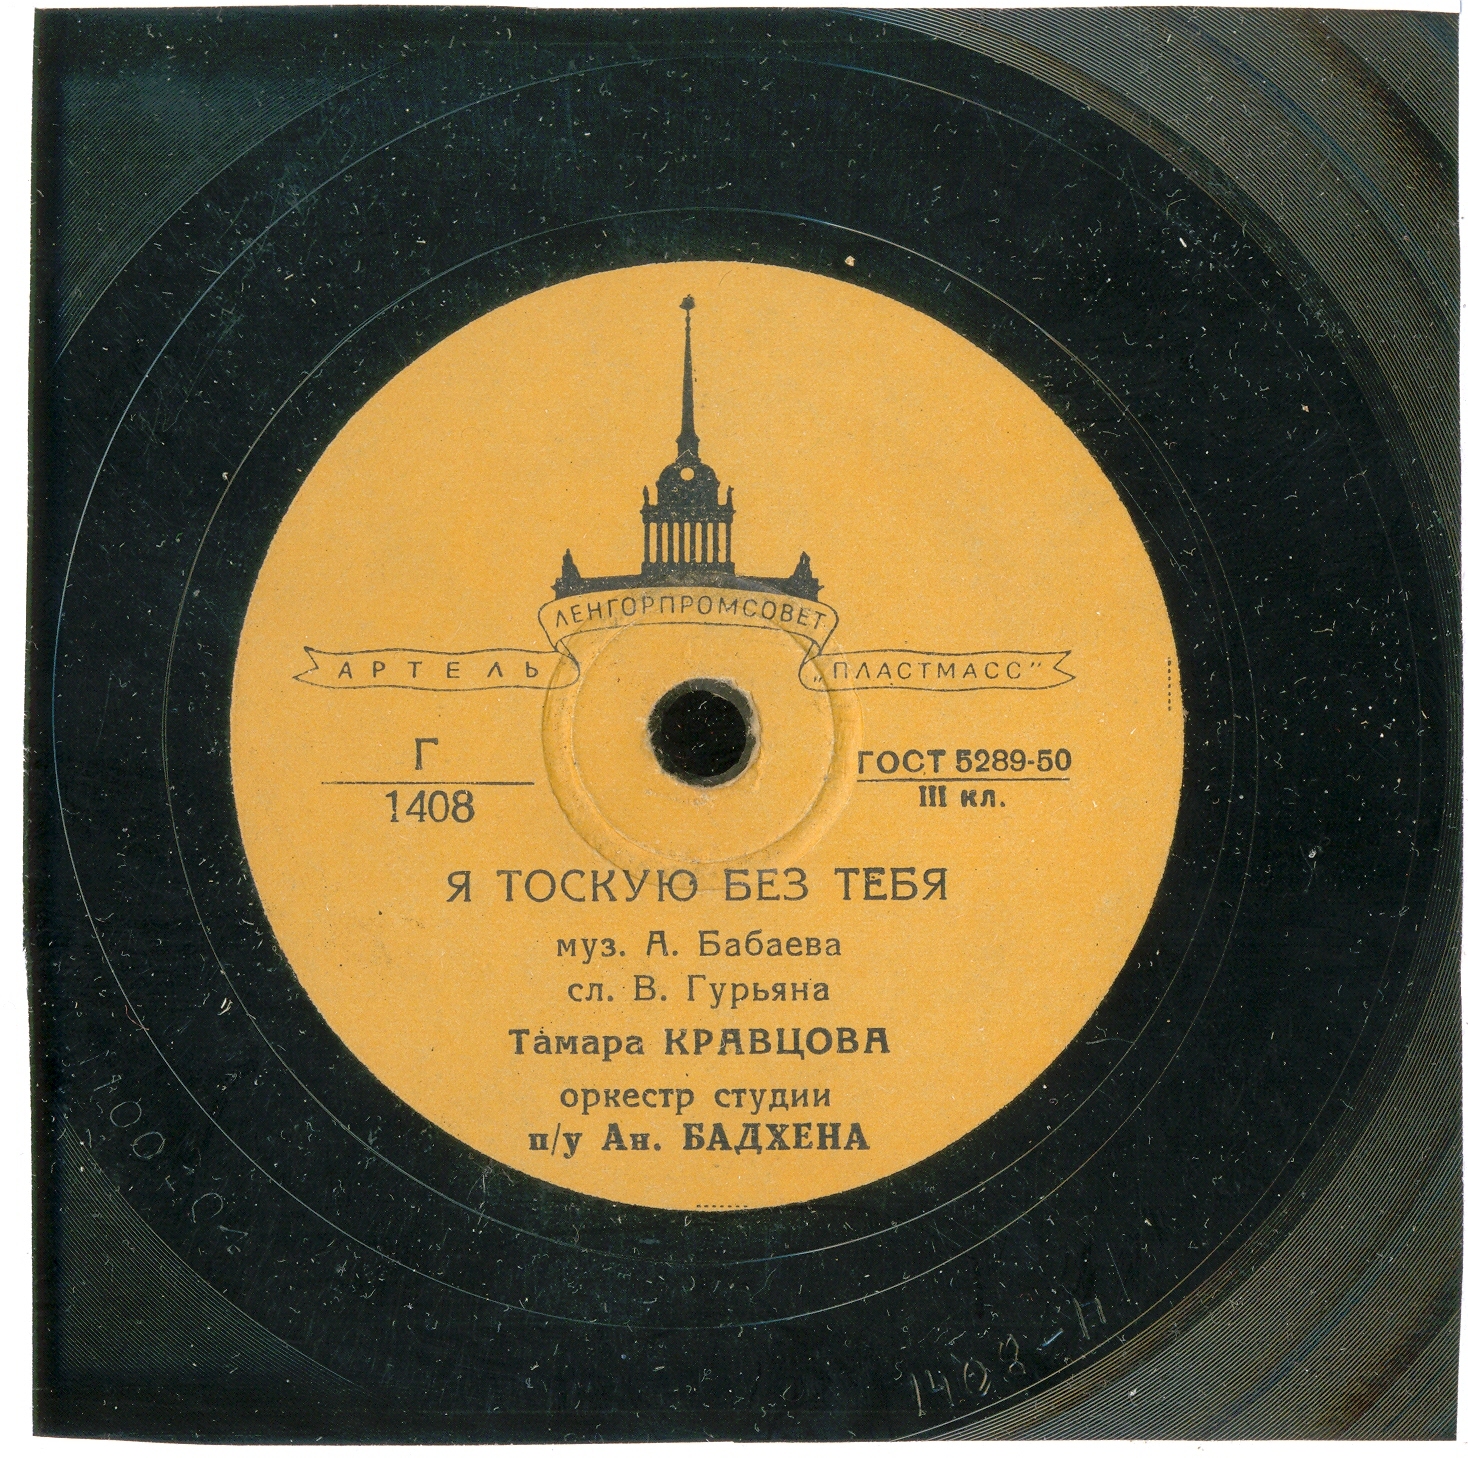 ЛЕНГОРПРОМСОВЕТ
АРТЕЛЬ „ПЛАСТМАСС"
Г
1408
ГОСТ 5289-50
III кл.
Я ТОСКУЮ БЕЗ ТЕБЯ
муз. А. Бабаева
сл. В. Гурьяна
Тамара КРАВЦОВА
оркестр студии
п/у Ан. БАДХЕНА
1408-П